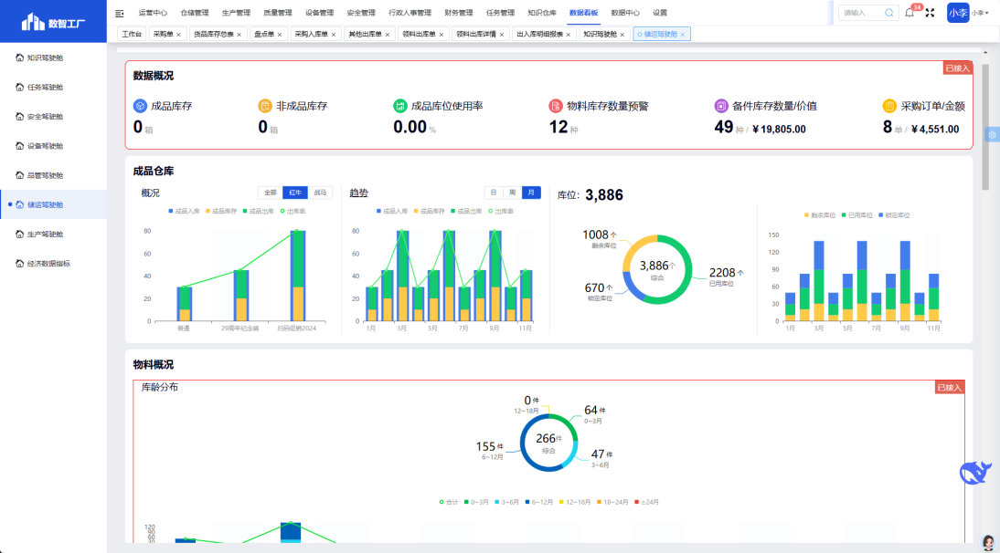 数智工厂
运营中心 仓储管理 生产管理 质量管理 设备管理 安全管理 行政人事管理 财务管理 任务管理 知识仓库 数据看板 数据中心 设置
请输入 34 小李 小李
工作台 采购单 × 货品库存总表 × 盘点单 × 采购入库单 × 其他出库单 × 领料出库单 × 领料出库详情 × 出入库明细报表 × 知识驾驶舱 × 储运驾驶舱 ×
知识驾驶舱
任务驾驶舱
安全驾驶舱
设备驾驶舱
品管驾驶舱
储运驾驶舱
生产驾驶舱
经济数据指标
数据概况
已接入
成品库存 非成品库存 成品库位使用率 物料库存数量预警 备件库存数量/价值 采购订单/金额
0 箱 0 箱 0.00 % 12 种 49 种 / ¥ 19,805.00 8 单 / ¥ 4,551.00
成品仓库
概况 全部 红牛 战马
成品入库 成品库存 成品出库 出库率
80
60
40
20
0
普通 29周年纪念装 扫码促销2024
趋势 日 周 月
成品入库 成品库存 成品出库 出库率
80
60
40
20
0
1月 3月 5月 7月 9月 11月
库位: 3,886
1008 个
剩余库位
3,886个
综合
2208 个
已用库位
670 个
锁定库位
剩余库位 已用库位 锁定库位
150
120
90
60
30
0
1月 3月 5月 7月 9月 11月
物料概况
库龄分布
已接入
0 件
12~18月
64 件
0~3月
266件
综合
155 件
6~12月
47 件
3~6月
合计 0~3月 3~6月 6~12月 12~18月 18~24月 ≥24月
120
90
60
30